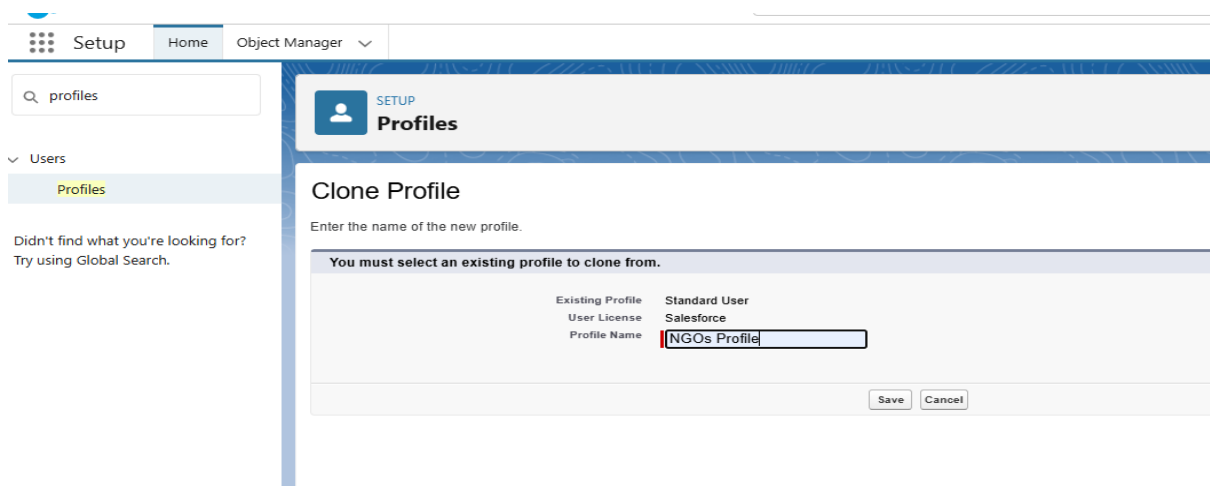 Setup Home Object Manager
profiles
SETUP
Profiles
Users
Profiles
Didn't find what you're looking for?
Try using Global Search.
Clone Profile
Enter the name of the new profile.
You must select an existing profile to clone from.
Existing Profile Standard User
User License Salesforce
Profile Name NGOs Profile
Save Cancel